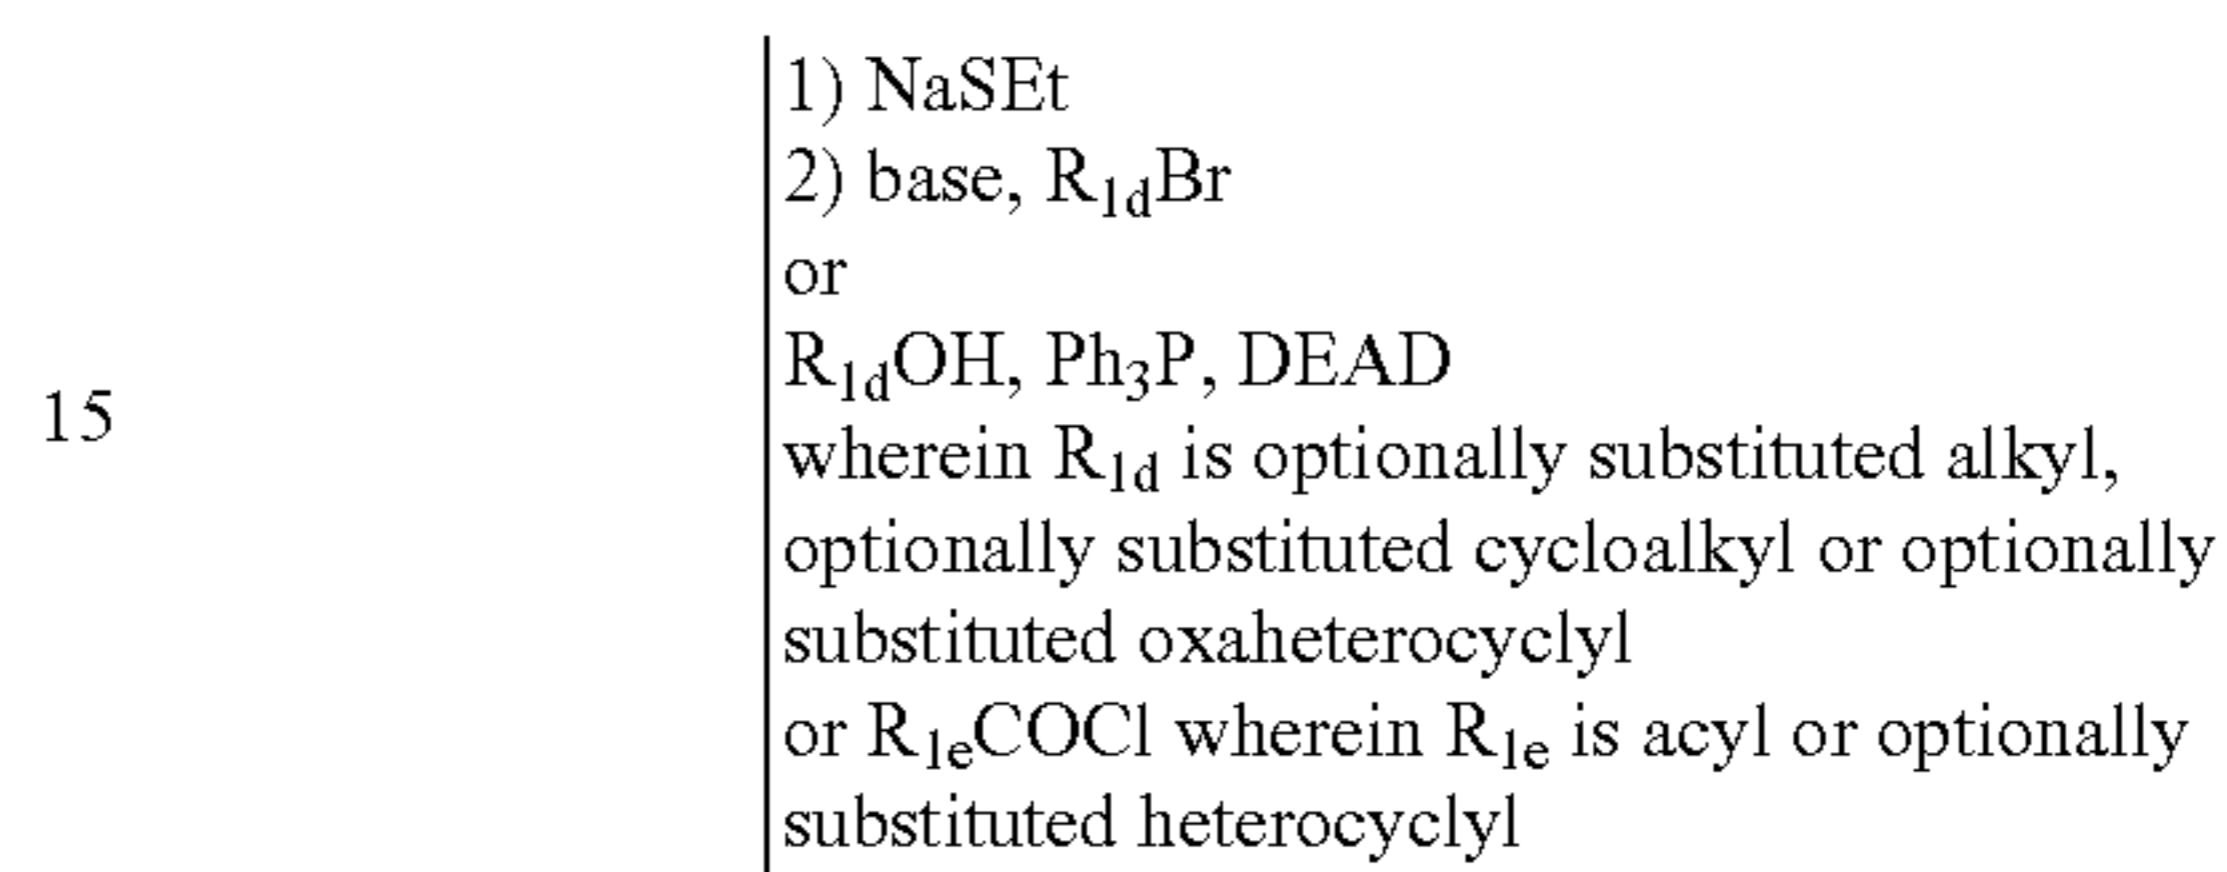 1) NaSEt
2) base, R1dBr
or
R1dOH, Ph3P, DEAD
15
wherein R1d is optionally substituted alkyl,
optionally substituted cycloalkyl or optionally
substituted oxaheterocyclyl
or R1eCOCl wherein R1e is acyl or optionally
substituted heterocyclyl